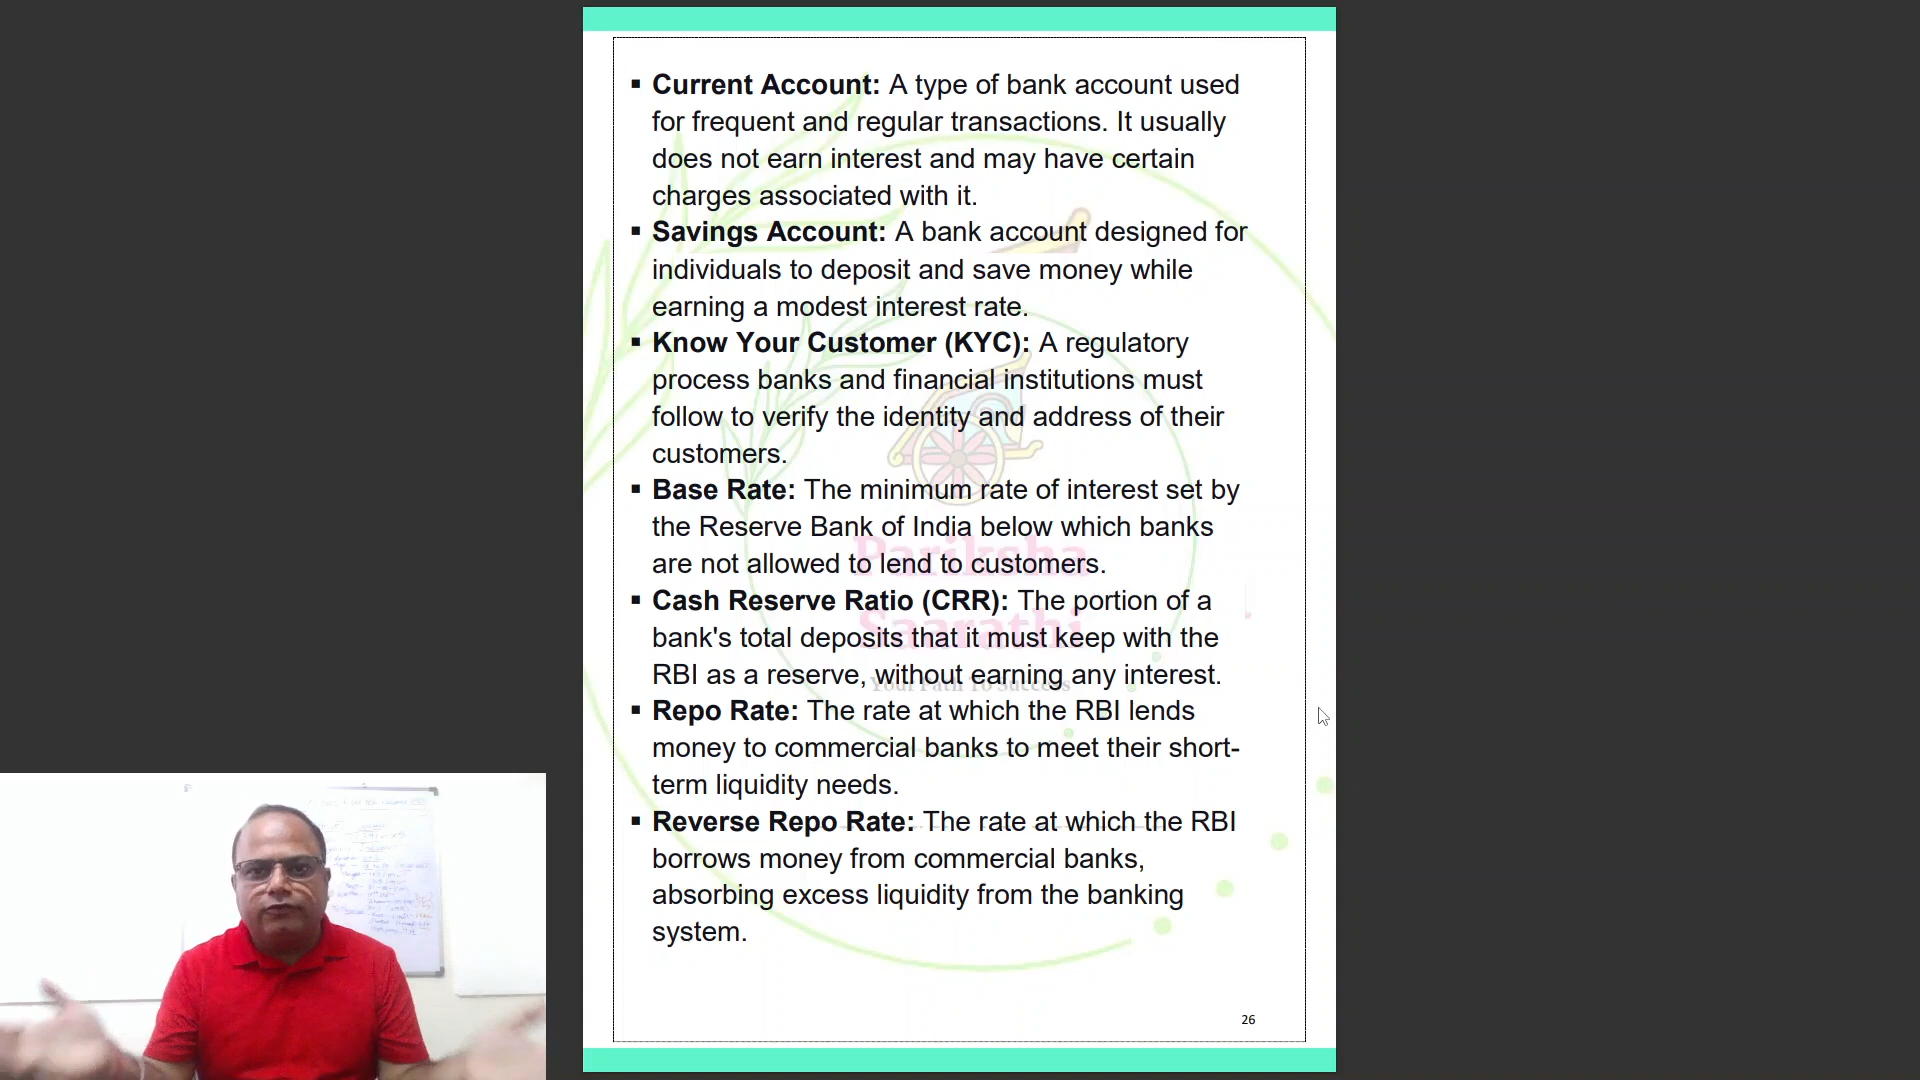 ▪ Current Account: A type of bank account used
for frequent and regular transactions. It usually
does not earn interest and may have certain
charges associated with it.
▪ Savings Account: A bank account designed for
individuals to deposit and save money while
earning a modest interest rate.
▪ Know Your Customer (KYC): A regulatory
process banks and financial institutions must
follow to verify the identity and address of their
customers.
▪ Base Rate: The minimum rate of interest set by
the Reserve Bank of India below which banks
are not allowed to lend to customers.
▪ Cash Reserve Ratio (CRR): The portion of a
bank's total deposits that it must keep with the
RBI as a reserve, without earning any interest.
▪ Repo Rate: The rate at which the RBI lends
money to commercial banks to meet their short-
term liquidity needs.
▪ Reverse Repo Rate: The rate at which the RBI
borrows money from commercial banks,
absorbing excess liquidity from the banking
system.
Pariksha
Saarathi
Your Path To Success
26